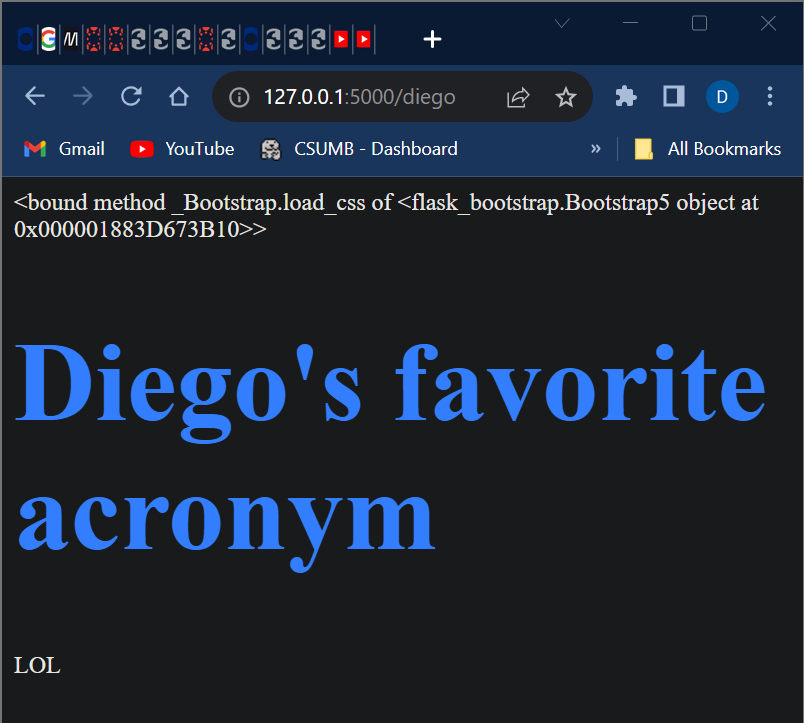 127.0.0.1:5000/diego
D
Gmail YouTube CSUMB - Dashboard » All Bookmarks
<bound method _Bootstrap.load_css of <flask_bootstrap.Bootstrap5 object at
0x000001883D673B10>>
Diego's favorite
acronym
LOL